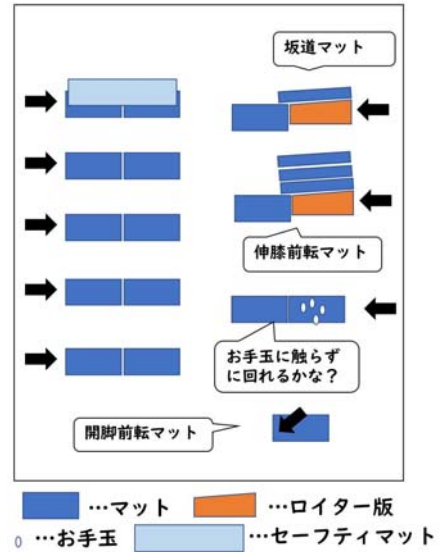 坂道マット
伸膝前転マット
お手玉に触らず
に回れるかな？
開脚前転マット
…マット
…ロイター版
…お手玉
…セーフティマット